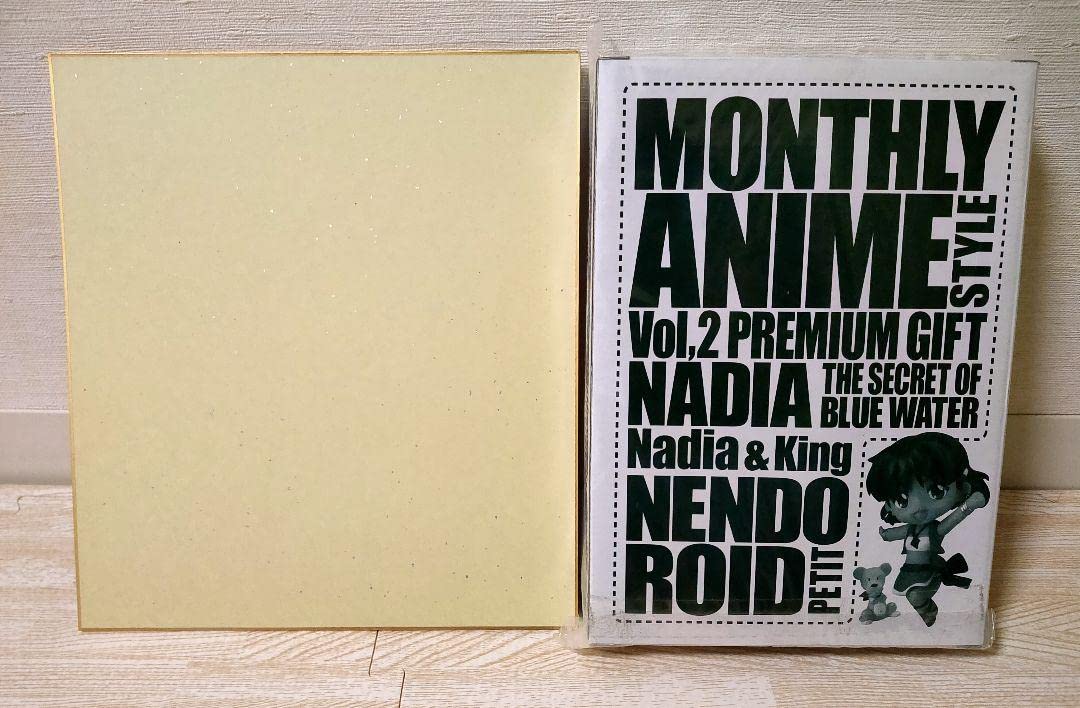 MONTHLY
ANIME STYLE
Vol,2 PREMIUM GIFT
NADIA THE SECRET OF
BLUE WATER
Nadia & King
NENDO
ROID PETIT